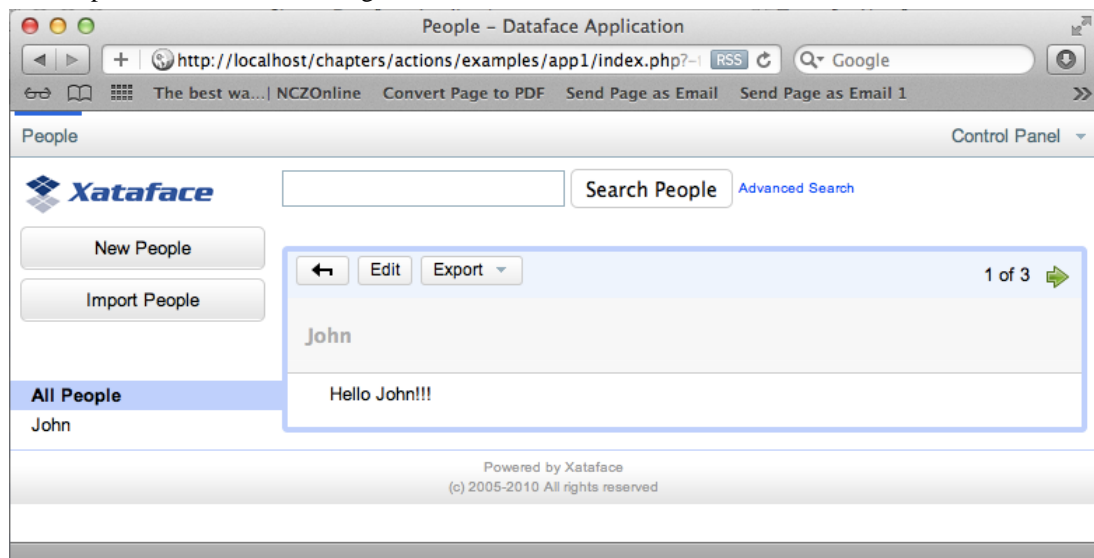 People – Dataface Application
http://localhost/chapters/actions/examples/app1/index.php?- RSS Google
The best wa...| NCZOnline Convert Page to PDF Send Page as Email Send Page as Email 1
People Control Panel
Xataface Search People Advanced Search
New People
Edit Export 1 of 3
Import People
John
All People Hello John!!!
John
Powered by Xataface
(c) 2005-2010 All rights reserved